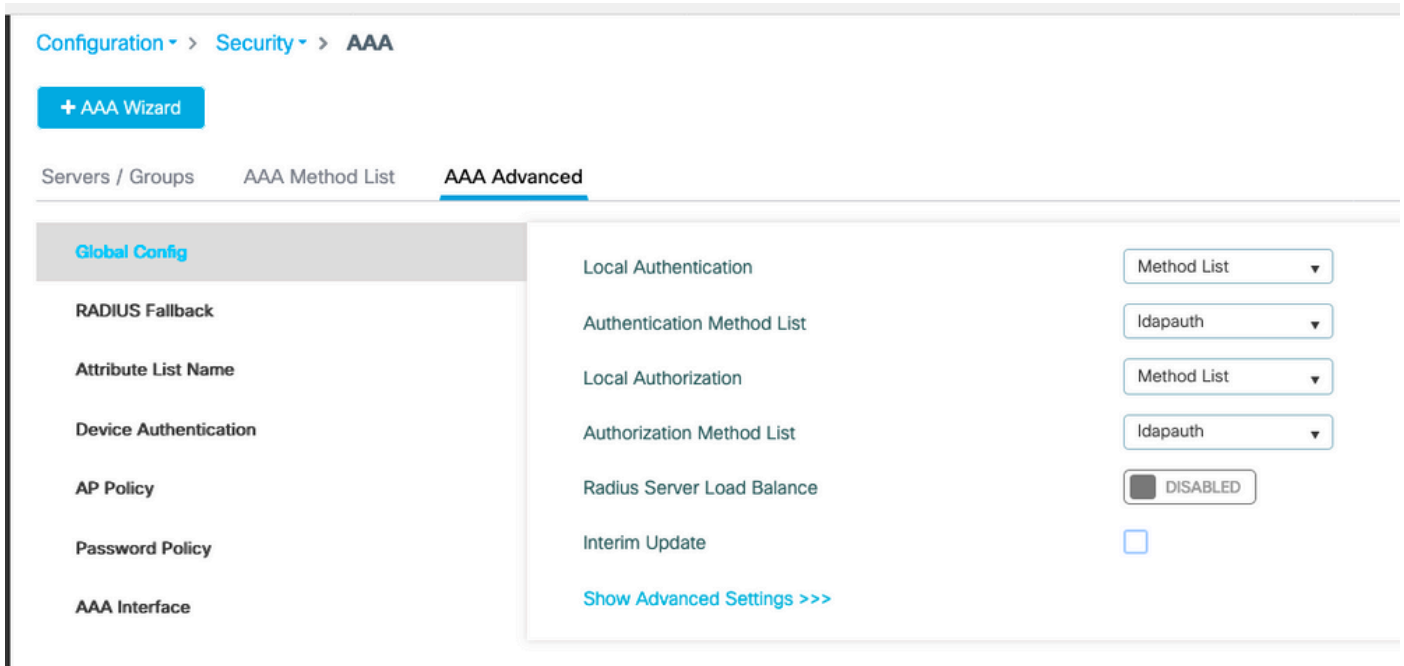 Configuration > Security > AAA
+ AAA Wizard
Servers / Groups AAA Method List AAA Advanced
Global Config
RADIUS Fallback
Attribute List Name
Device Authentication
AP Policy
Password Policy
AAA Interface
Local Authentication Method List
Authentication Method List ldapauth
Local Authorization Method List
Authorization Method List ldapauth
Radius Server Load Balance DISABLED
Interim Update
Show Advanced Settings >>>